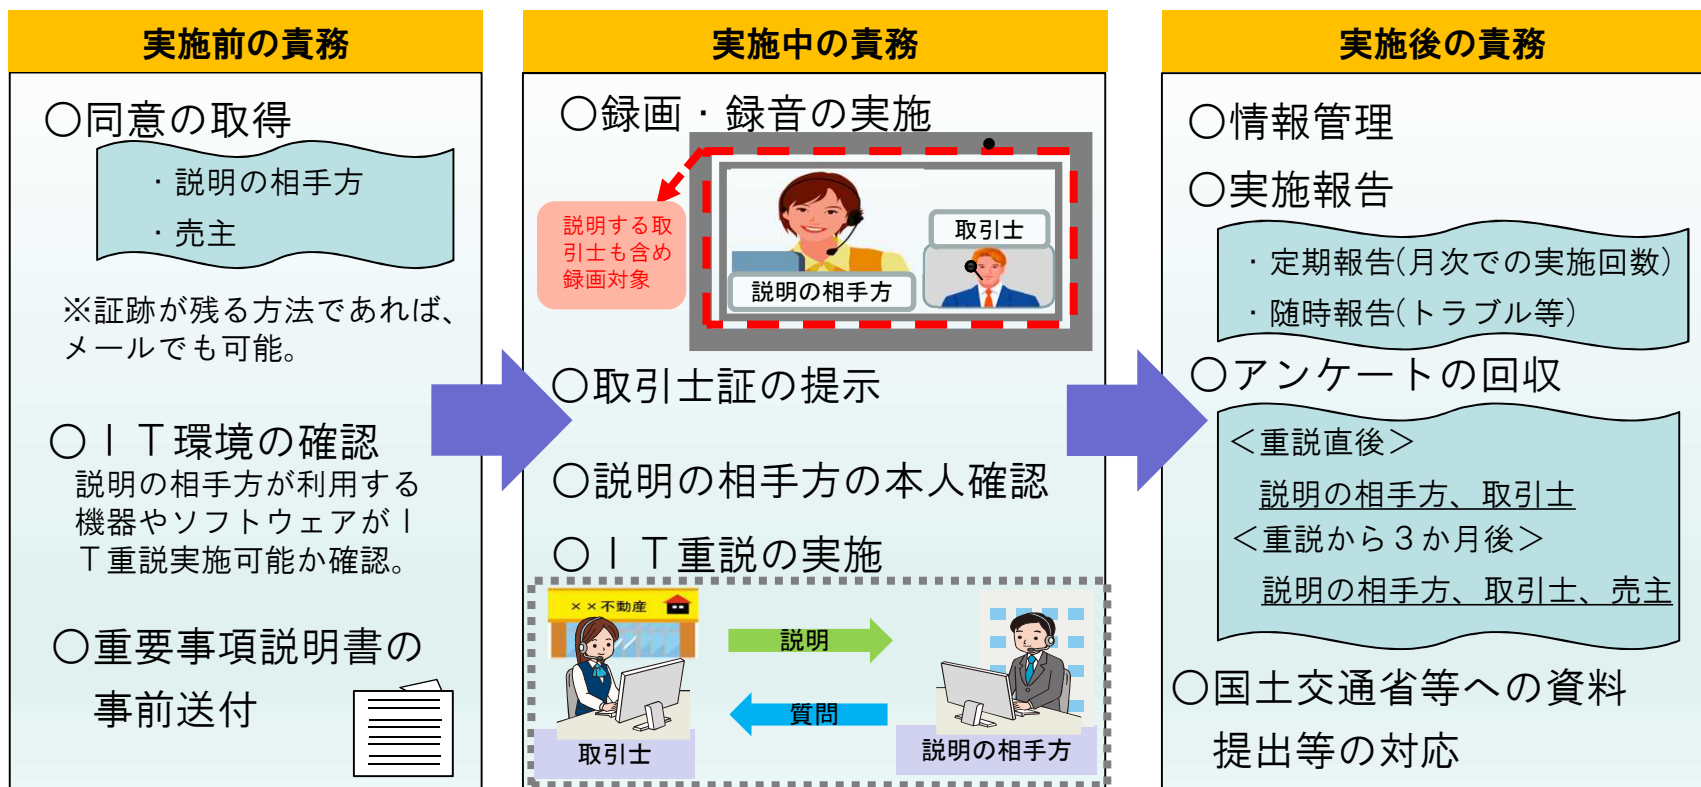 実施前の責務
〇同意の取得
・説明の相手方
・売主
※証跡が残る方法であれば、
メールでも可能。
〇ＩＴ環境の確認
説明の相手方が利用する
機器やソフトウェアがＩ
Ｔ重説実施可能か確認。
〇重要事項説明書の
事前送付
実施中の責務
〇録画・録音の実施
説明する取
引士も含め
録画対象
取引士
説明の相手方
〇取引士証の提示
〇説明の相手方の本人確認
〇ＩＴ重説の実施
××不動産
説明
質問
取引士
説明の相手方
実施後の責務
〇情報管理
〇実施報告
・定期報告(月次での実施回数)
・随時報告(トラブル等)
〇アンケートの回収
＜重説直後＞
説明の相手方、取引士
＜重説から３か月後＞
説明の相手方、取引士、売主
〇国土交通省等への資料
提出等の対応